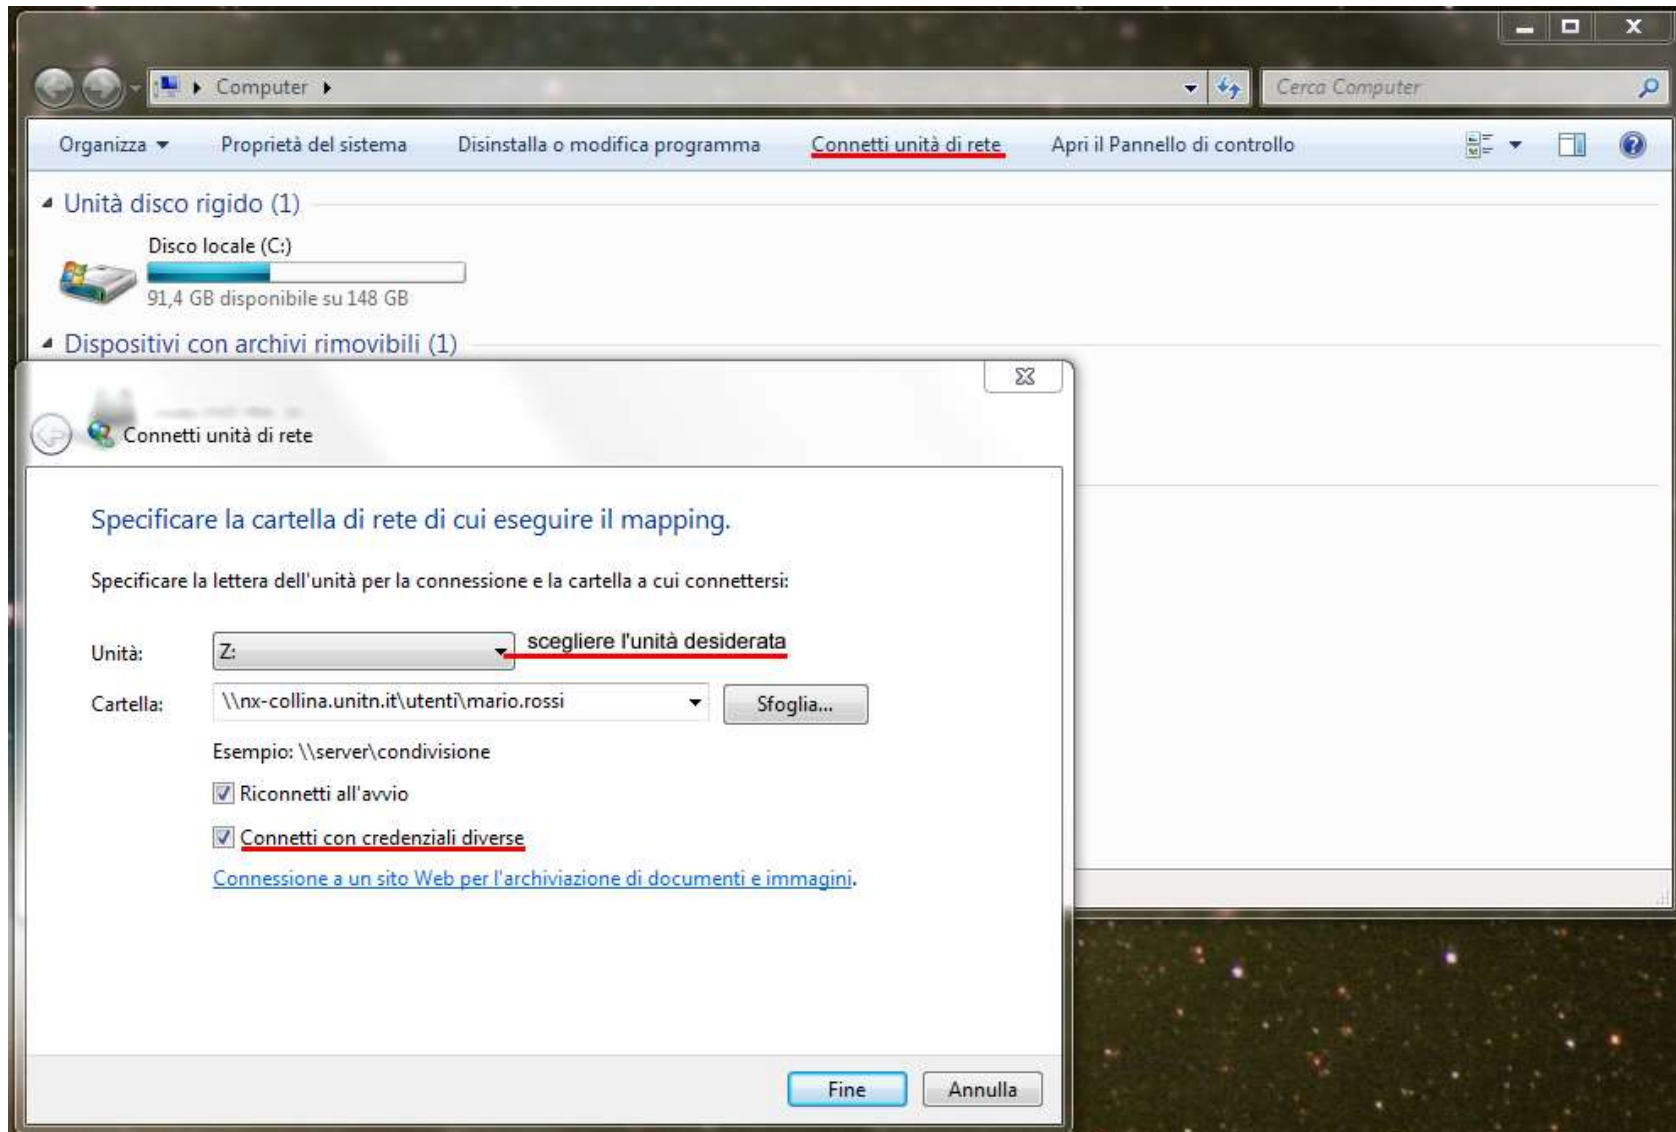 Computer
Cerca Computer
Organizza
Proprietà del sistema
Disinstalla o modifica programma
Connetti unità di rete
Apri il Pannello di controllo
Unità disco rigido (1)
Disco locale (C:)
91,4 GB disponibile su 148 GB
Dispositivi con archivi rimovibili (1)
Connetti unità di rete
Specificare la cartella di rete di cui eseguire il mapping.
Specificare la lettera dell'unità per la connessione e la cartella a cui connettersi:
Unità:
Z:
scegliere l'unità desiderata
Cartella:
\\nx-collina.unitn.it\utenti\mario.rossi
Sfoglia...
Esempio: \\server\condivisione
Riconnetti all'avvio
Connetti con credenziali diverse
Connessione a un sito Web per l'archiviazione di documenti e immagini.
Fine
Annulla